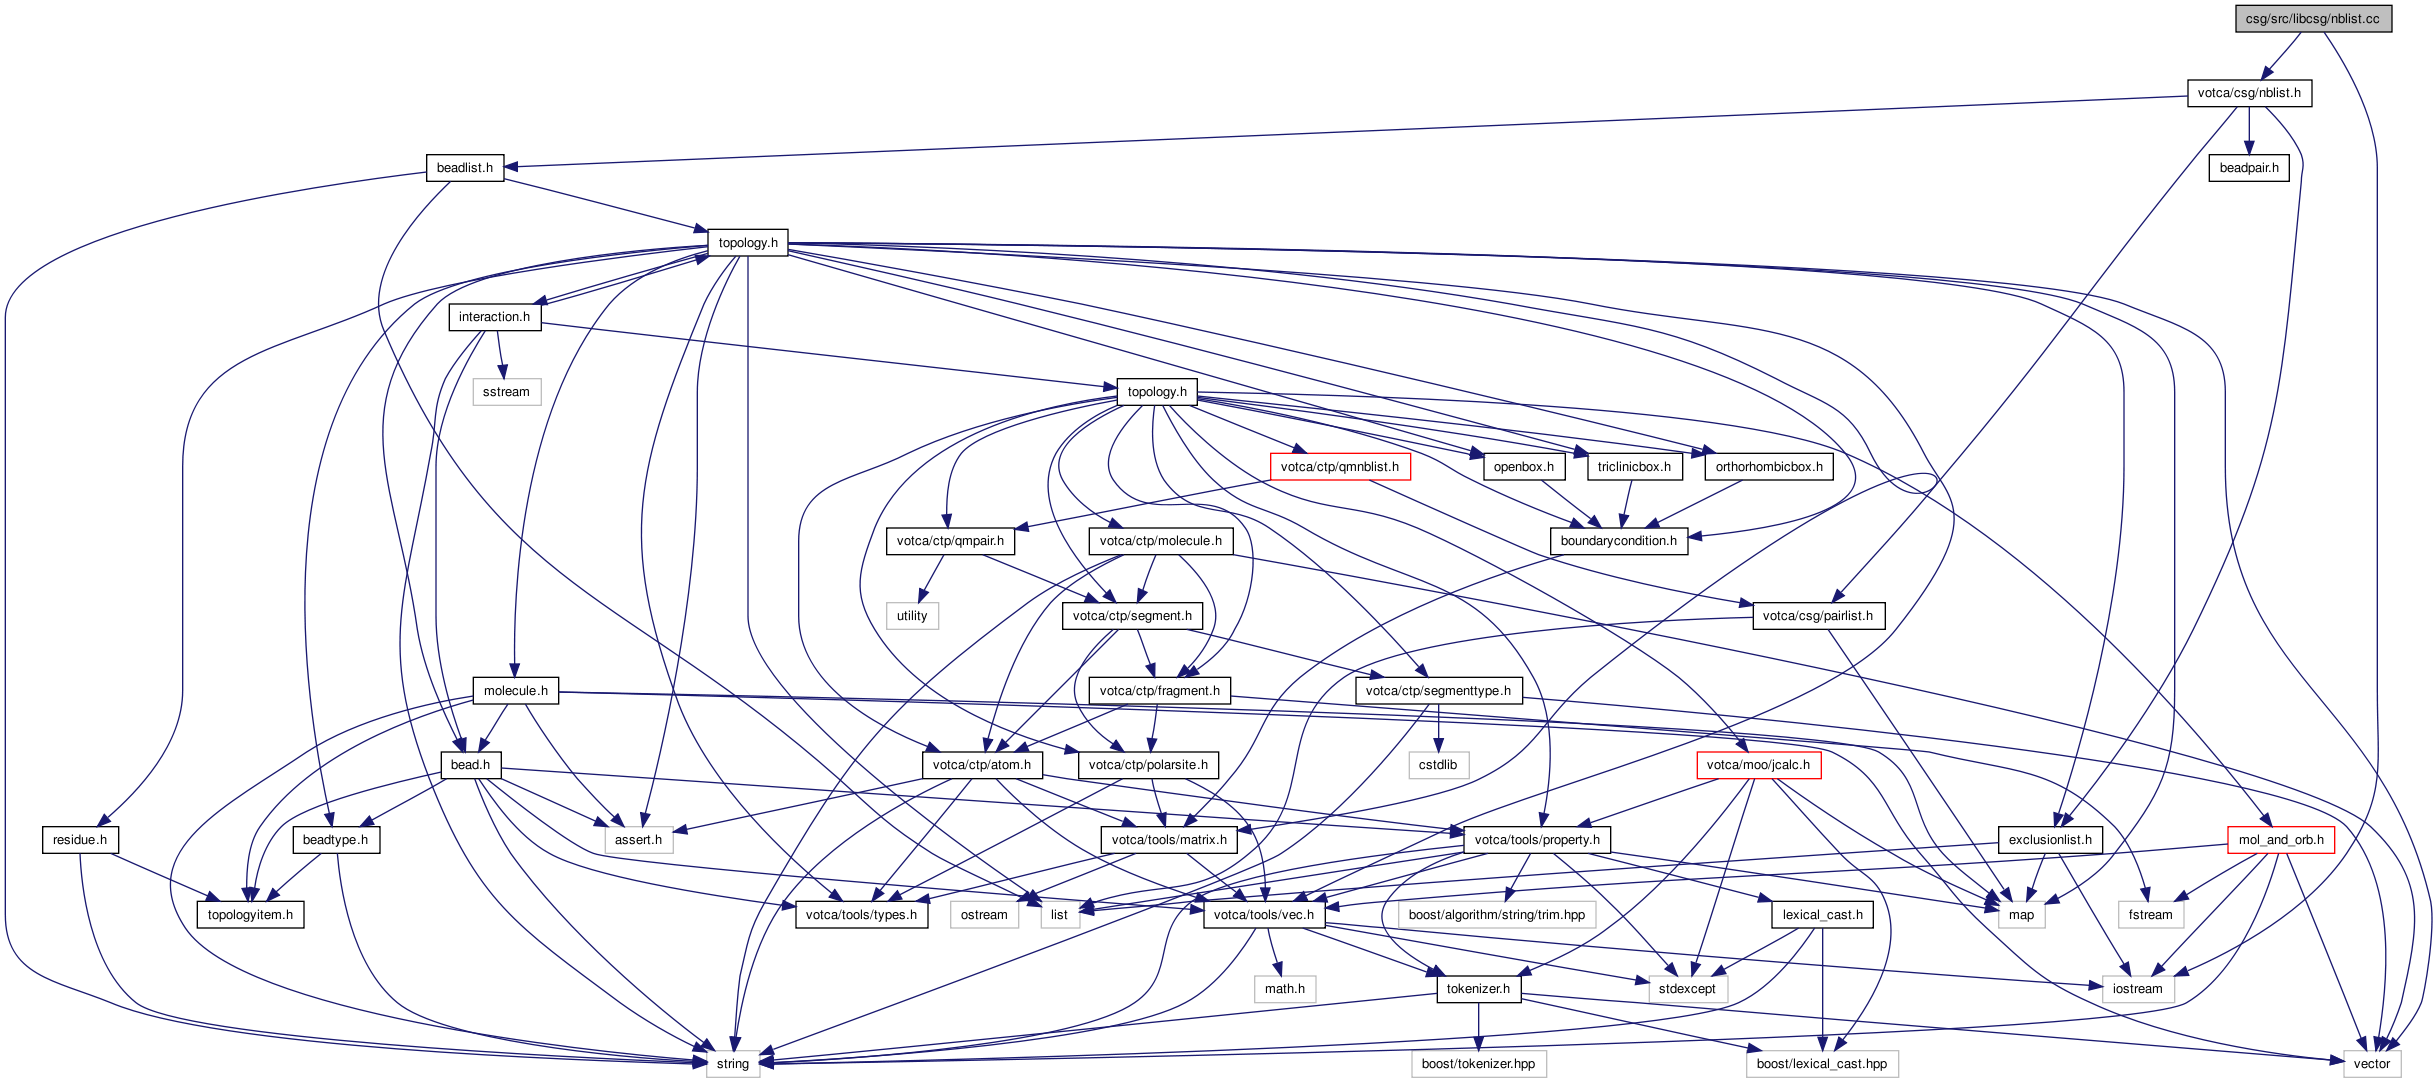 csg/src/libcsg/nblist.cc
votca/csg/nblist.h
beadlist.h
beadpair.h
topology.h
interaction.h
sstream
topology.h
votca/ctp/qmnblist.h
openbox.h
triclinicbox.h
orthorhombicbox.h
votca/ctp/qmpair.h
votca/ctp/molecule.h
boundarycondition.h
utility
votca/ctp/segment.h
votca/csg/pairlist.h
molecule.h
votca/ctp/fragment.h
votca/ctp/segmenttype.h
bead.h
votca/ctp/atom.h
votca/ctp/polarsite.h
cstdlib
votca/moo/jcalc.h
residue.h
beadtype.h
assert.h
votca/tools/matrix.h
votca/tools/property.h
exclusionlist.h
mol_and_orb.h
topologyitem.h
votca/tools/types.h
ostream
list
votca/tools/vec.h
boost/algorithm/string/trim.hpp
lexical_cast.h
map
fstream
math.h
tokenizer.h
stdexcept
iostream
string
boost/tokenizer.hpp
boost/lexical_cast.hpp
vector